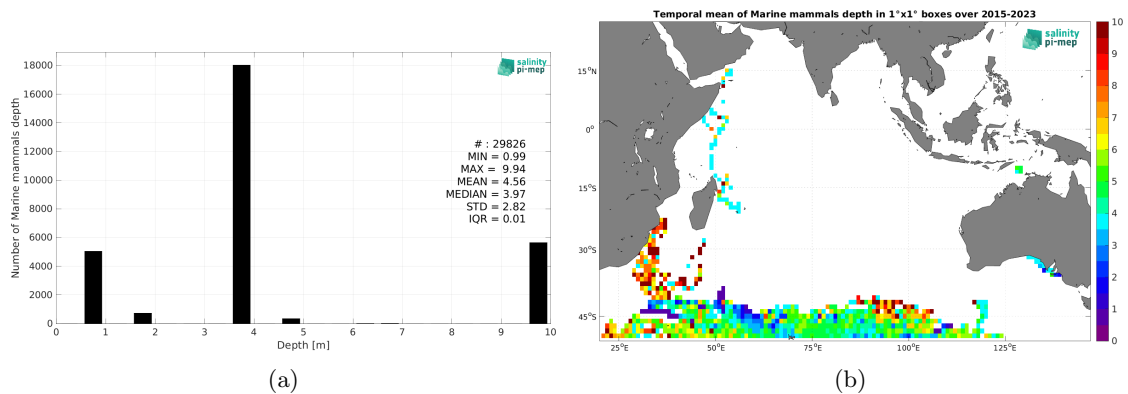 salinity
pi-mep
# : 29826
MIN = 0.99
MAX = 9.94
MEAN = 4.56
MEDIAN = 3.97
STD = 2.82
IQR = 0.01
Number of Marine mammals depth
18000
16000
14000
12000
10000
8000
6000
4000
2000
0
0 1 2 3 4 5 6 7 8 9 10
Depth [m]
(a)
Temporal mean of Marine mammals depth in 1°x1° boxes over 2015-2023
salinity
pi-mep
15°N
0°
15°S
30°S
45°S
25°E 50°E 75°E 100°E 125°E
10
9
8
7
6
5
4
3
2
1
0
(b)